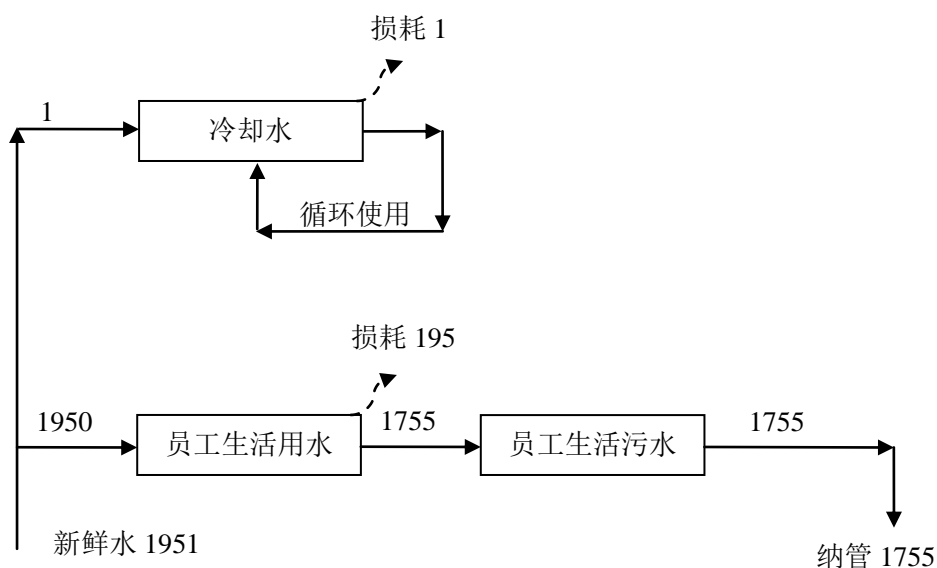 损耗 1
1
冷却水
循环使用
损耗 195
1950
员工生活用水
1755
员工生活污水
1755
新鲜水 1951
纳管 1755